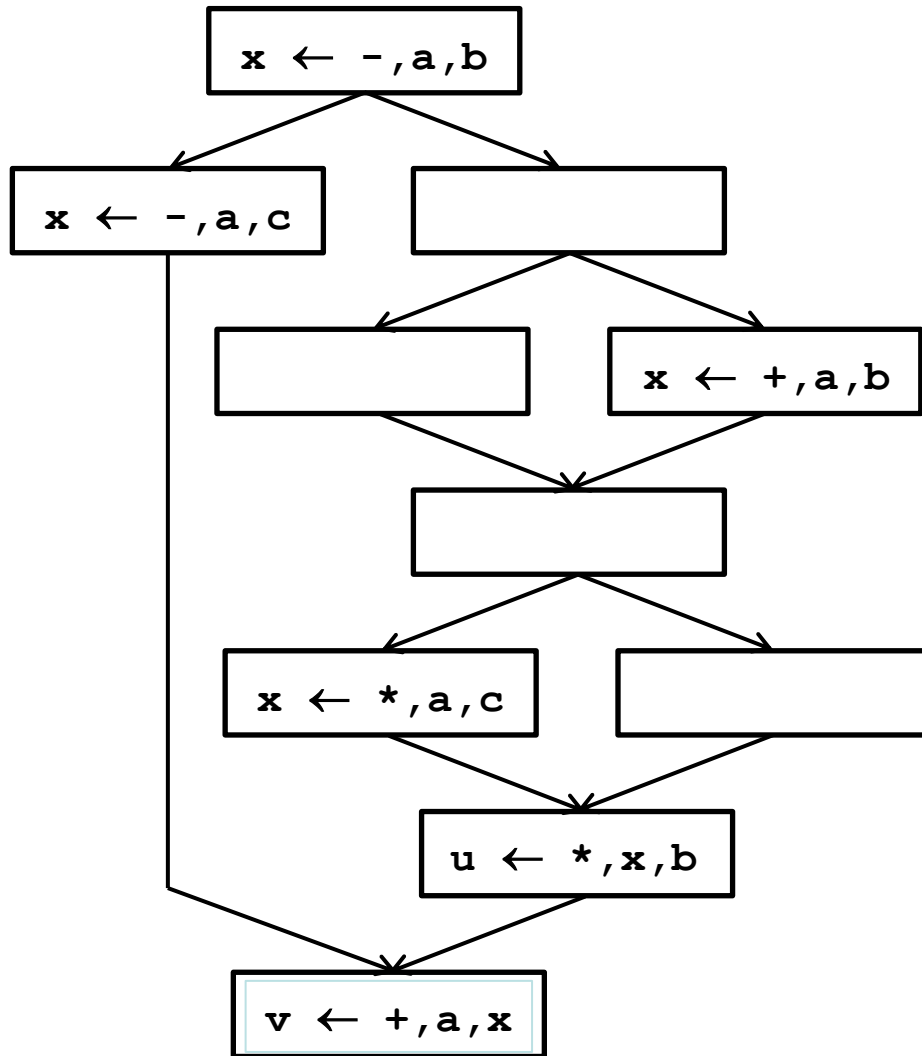 x ← -,a,b
x ← -,a,c
x ← +,a,b
x ← *,a,c
u ← *,x,b
v ← +,a,x